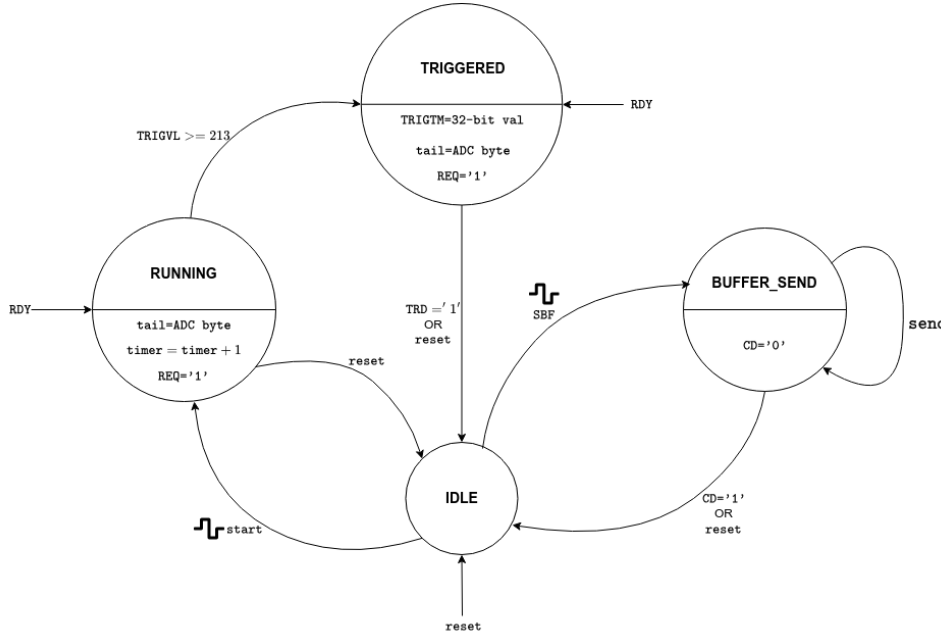 TRIGGERED
TRIGTM=32-bit val
tail=ADC byte
REQ='1'
RDY
TRIGVL >= 213
RUNNING
tail=ADC byte
timer = timer + 1
REQ='1'
RDY
TRD =' 1'
OR
reset
SBF
BUFFER_SEND
CD='0'
send
reset
IDLE
start
CD='1'
OR
reset
reset